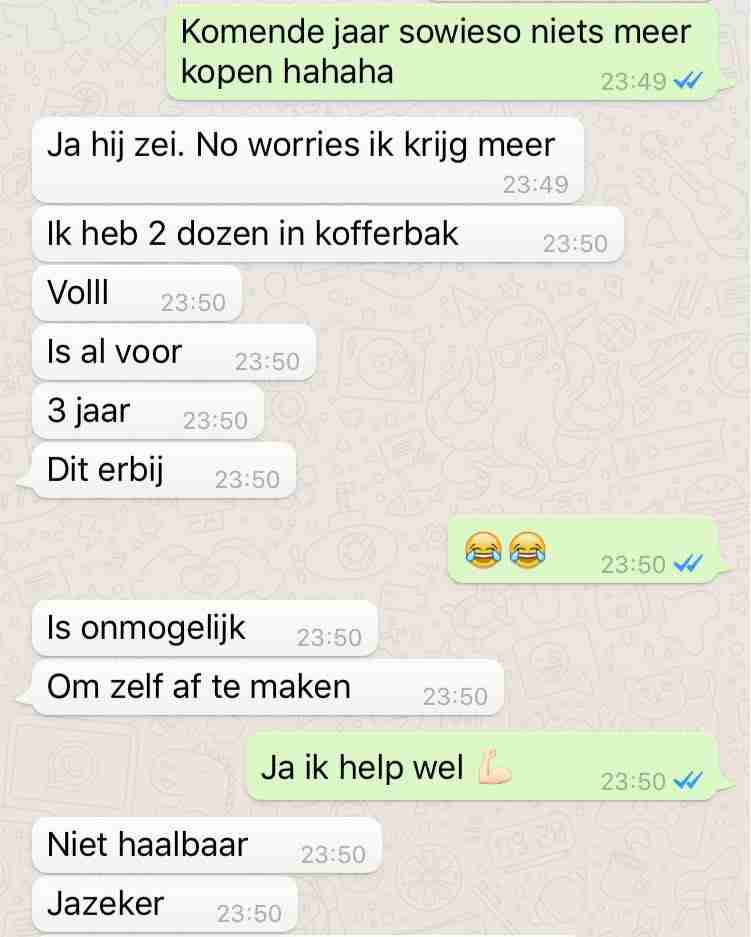 Komende jaar sowieso niets meer
kopen hahaha
23:49
Ja hij zei. No worries ik krijg meer
23:49
Ik heb 2 dozen in kofferbak 23:50
Volll 23:50
Is al voor 23:50
3 jaar 23:50
Dit erbij 23:50
😂😂 23:50
Is onmogelijk 23:50
Om zelf af te maken 23:50
Ja ik help wel 💪🏻 23:50
Niet haalbaar 23:50
Jazeker 23:50